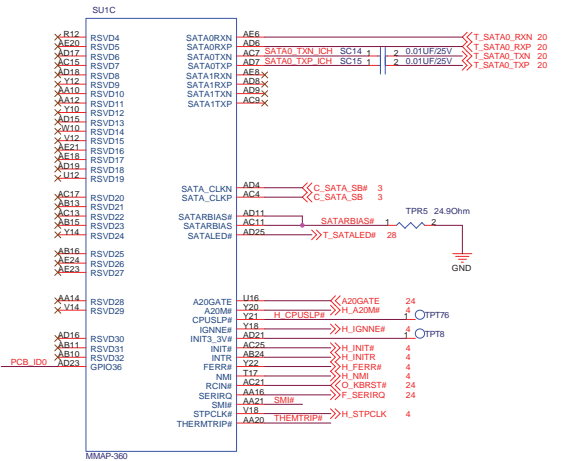 SU1C
R12 RSVD4 SATA0RXN AE6 T_SATA0_RXN 20
AE20 RSVD5 SATA0RXP AD6 T_SATA0_RXP 20
AD17 RSVD6 SATA0TXN AC7 SATA0_TXN_ICH SC14 1 2 0.01UF/25V T_SATA0_TXN 20
AC15 RSVD7 SATA0TXP AD7 SATA0_TXP_ICH SC15 1 2 0.01UF/25V T_SATA0_TXP 20
AD18 RSVD8 SATA1RXN AE8
Y12 RSVD9 SATA1RXP AD8
AA10 RSVD10 SATA1TXN AD9
AA12 RSVD11 SATA1TXP AC9
Y10 RSVD12
AD15 RSVD13
W10 RSVD14
V12 RSVD15
AE21 RSVD16
AE18 RSVD17
AD19 RSVD18
U12 RSVD19
SATA_CLKN AD4 C_SATA_SB# 3
AC17 RSVD20 SATA_CLKP AC4 C_SATA_SB 3
AB13 RSVD21
AC13 RSVD22 SATARBIAS# AD11 TPR5 24.9Ohm
AB15 RSVD23 SATARBIAS AC11 SATARBIAS# 1 2
Y14 RSVD24 SATALED# AD25 T_SATALED# 28
AB16 RSVD25
AE24 RSVD26
AE23 RSVD27
GND
AA14 RSVD28 A20GATE U16 A20GATE 24
V14 RSVD29 A20M# Y20 H_A20M# 4
CPUSLP# Y21 H_CPUSLP# 1 TPT76
IGNNE# Y18 H_IGNNE# 4
AD16 RSVD30 INIT3_3V# AD21 1 TPT8
AB11 RSVD31 INIT# AC25 H_INIT# 4
AB10 RSVD32 INTR AB24 H_INTR 4
PCB_ID0 AD23 GPIO36 FERR# Y22 H_FERR# 4
NMI T17 H_NMI 4
RCIN# AC21 O_KBRST# 24
SERIRQ AA16 F_SERIRQ 24
SMI# AA21 SMI#
STPCLK# V18 H_STPCLK 4
THERMTRIP# AA20 THEMTRIP#
MMAP-360